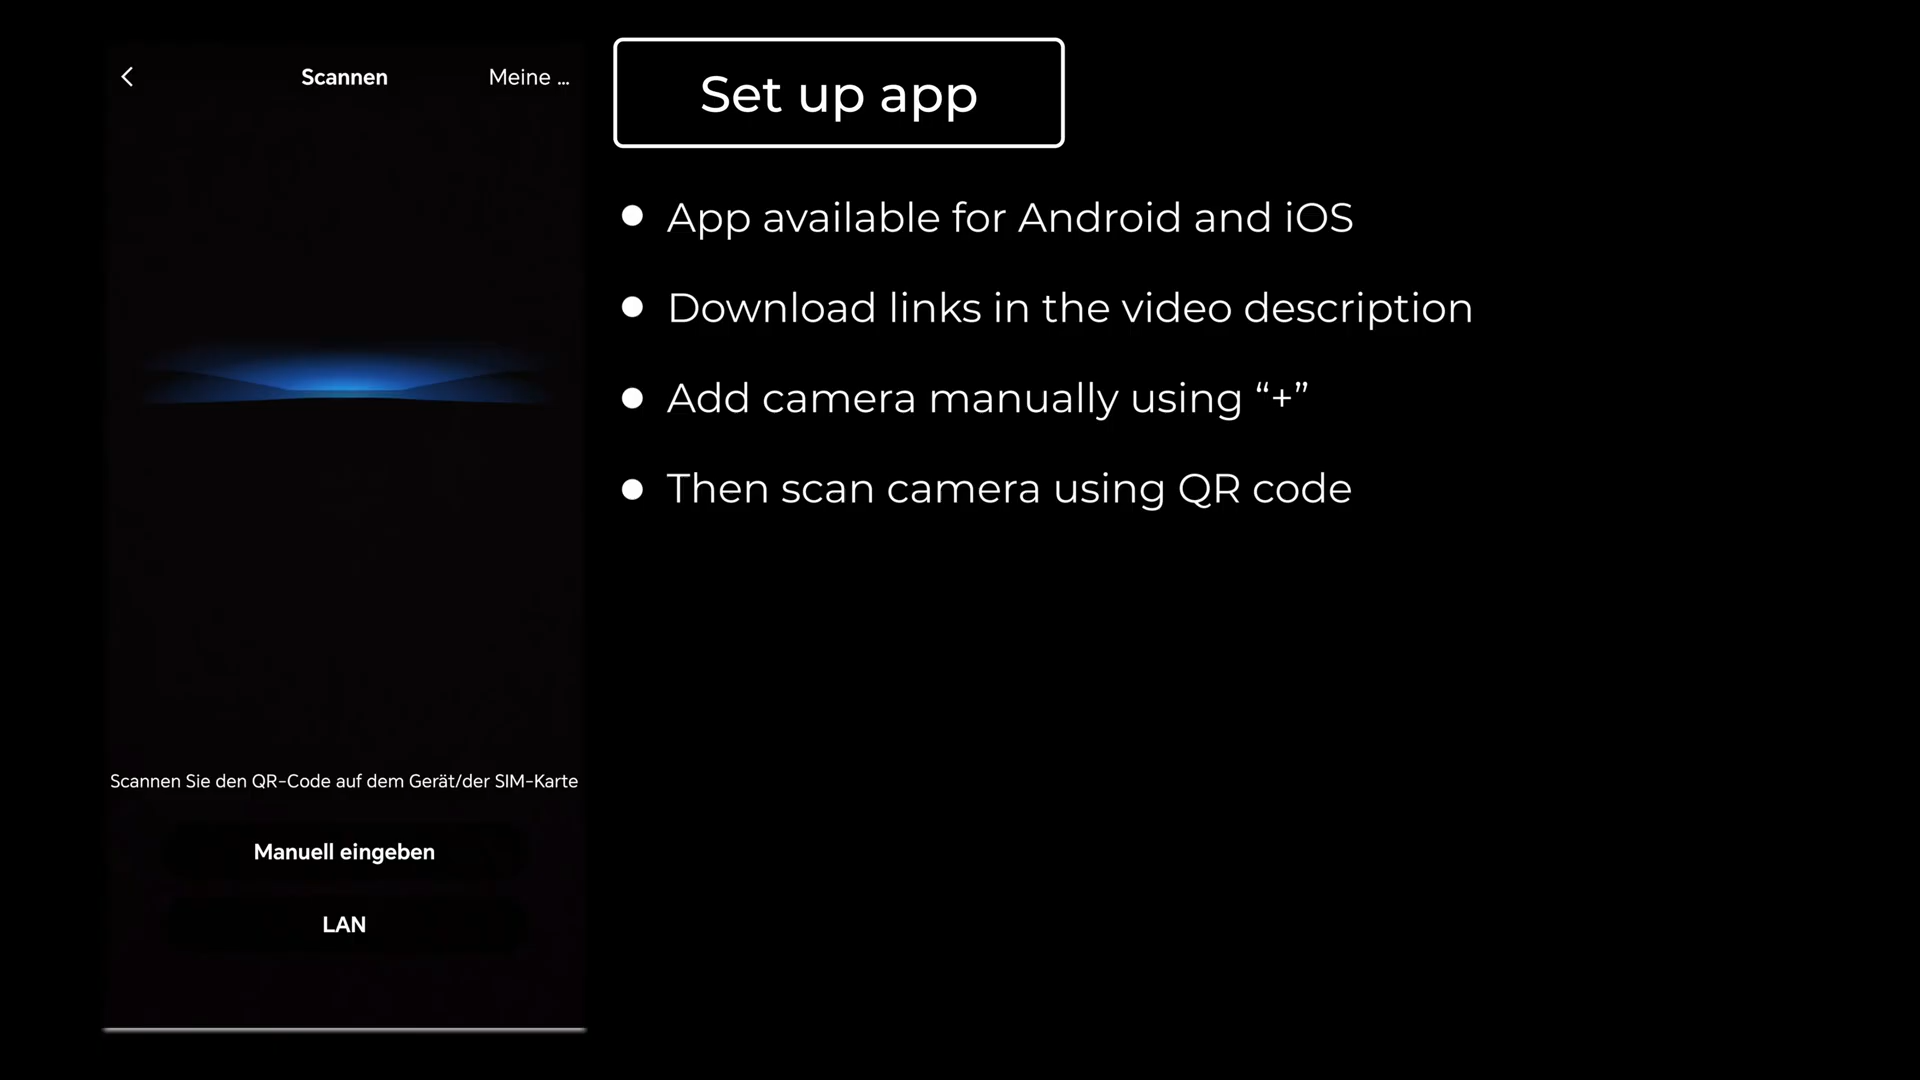 Scannen
Meine ...
Scannen Sie den QR-Code auf dem Gerät/der SIM-Karte
Manuell eingeben
LAN
Set up app
App available for Android and iOS
Download links in the video description
Add camera manually using “+”
Then scan camera using QR code